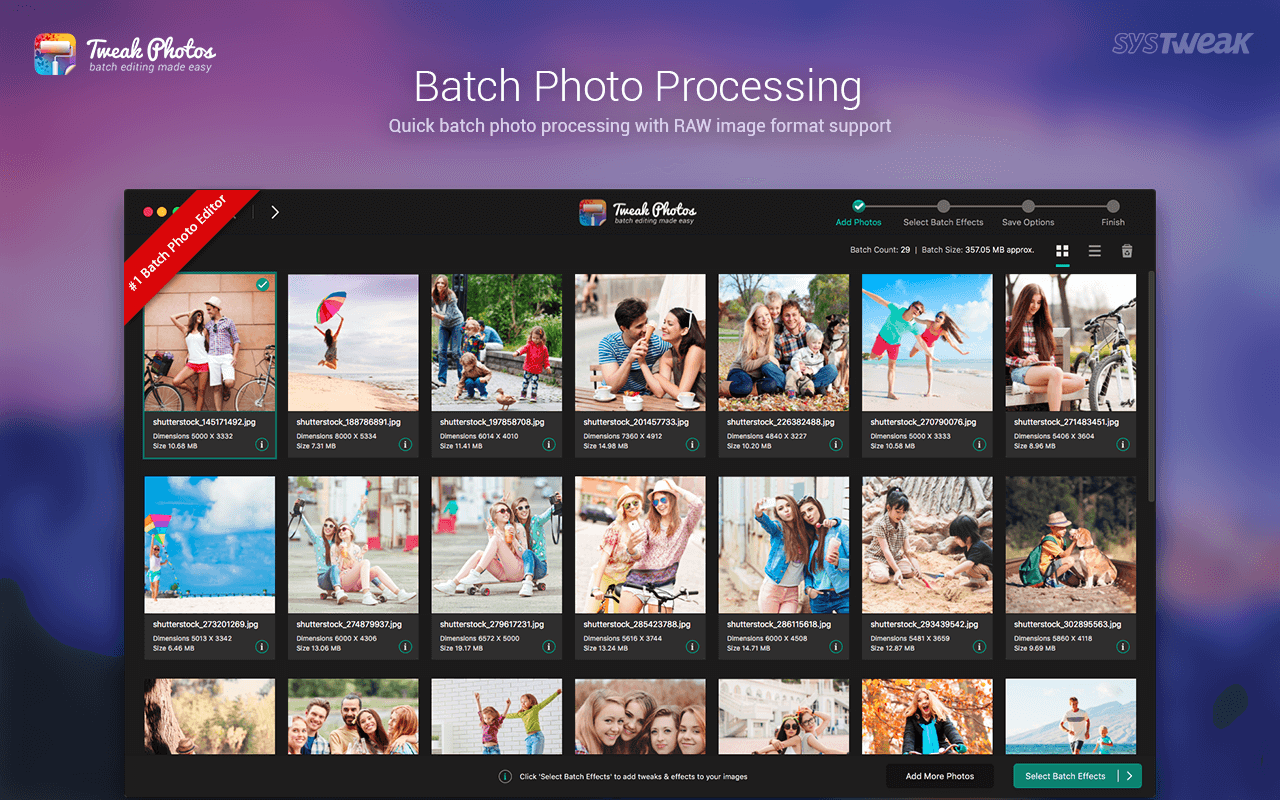 Tweak Photos
batch editing made easy
SYSTWEAK
Batch Photo Processing
Quick batch photo processing with RAW image format support
#1 Batch Photo Editor
Tweak Photos
batch editing made easy
Add Photos
Select Batch Effects
Save Options
Finish
Batch Count: 29 | Batch Size: 357.05 MB approx.
shutterstock_145171492.jpg
Dimensions 5000 X 3332
Size 10.68 MB
shutterstock_188786891.jpg
Dimensions 8000 X 5334
Size 7.31 MB
shutterstock_197858708.jpg
Dimensions 6014 X 4010
Size 11.41 MB
shutterstock_201457733.jpg
Dimensions 7360 X 4912
Size 14.98 MB
shutterstock_226382488.jpg
Dimensions 4840 X 3227
Size 10.20 MB
shutterstock_270790076.jpg
Dimensions 5000 X 3333
Size 10.58 MB
shutterstock_271483451.jpg
Dimensions 5406 X 3604
Size 8.96 MB
shutterstock_273201269.jpg
Dimensions 5013 X 3342
Size 6.46 MB
shutterstock_274879937.jpg
Dimensions 6000 X 4306
Size 13.06 MB
shutterstock_279617231.jpg
Dimensions 6572 X 5000
Size 19.17 MB
shutterstock_285423788.jpg
Dimensions 5616 X 3744
Size 13.24 MB
shutterstock_286115618.jpg
Dimensions 6000 X 4508
Size 14.71 MB
shutterstock_293439542.jpg
Dimensions 5481 X 3659
Size 12.87 MB
shutterstock_302895563.jpg
Dimensions 5860 X 4118
Size 9.69 MB
Click 'Select Batch Effects' to add tweaks & effects to your images
Add More Photos
Select Batch Effects